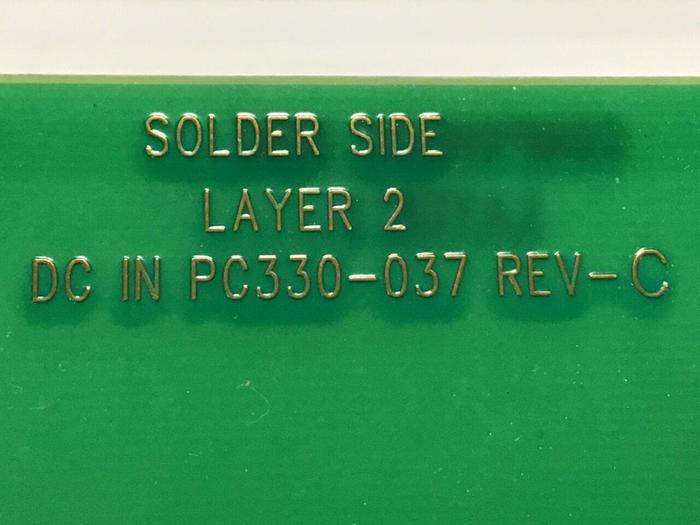 SOLDER SIDE
LAYER 2
DC IN PC330-037 REV-C